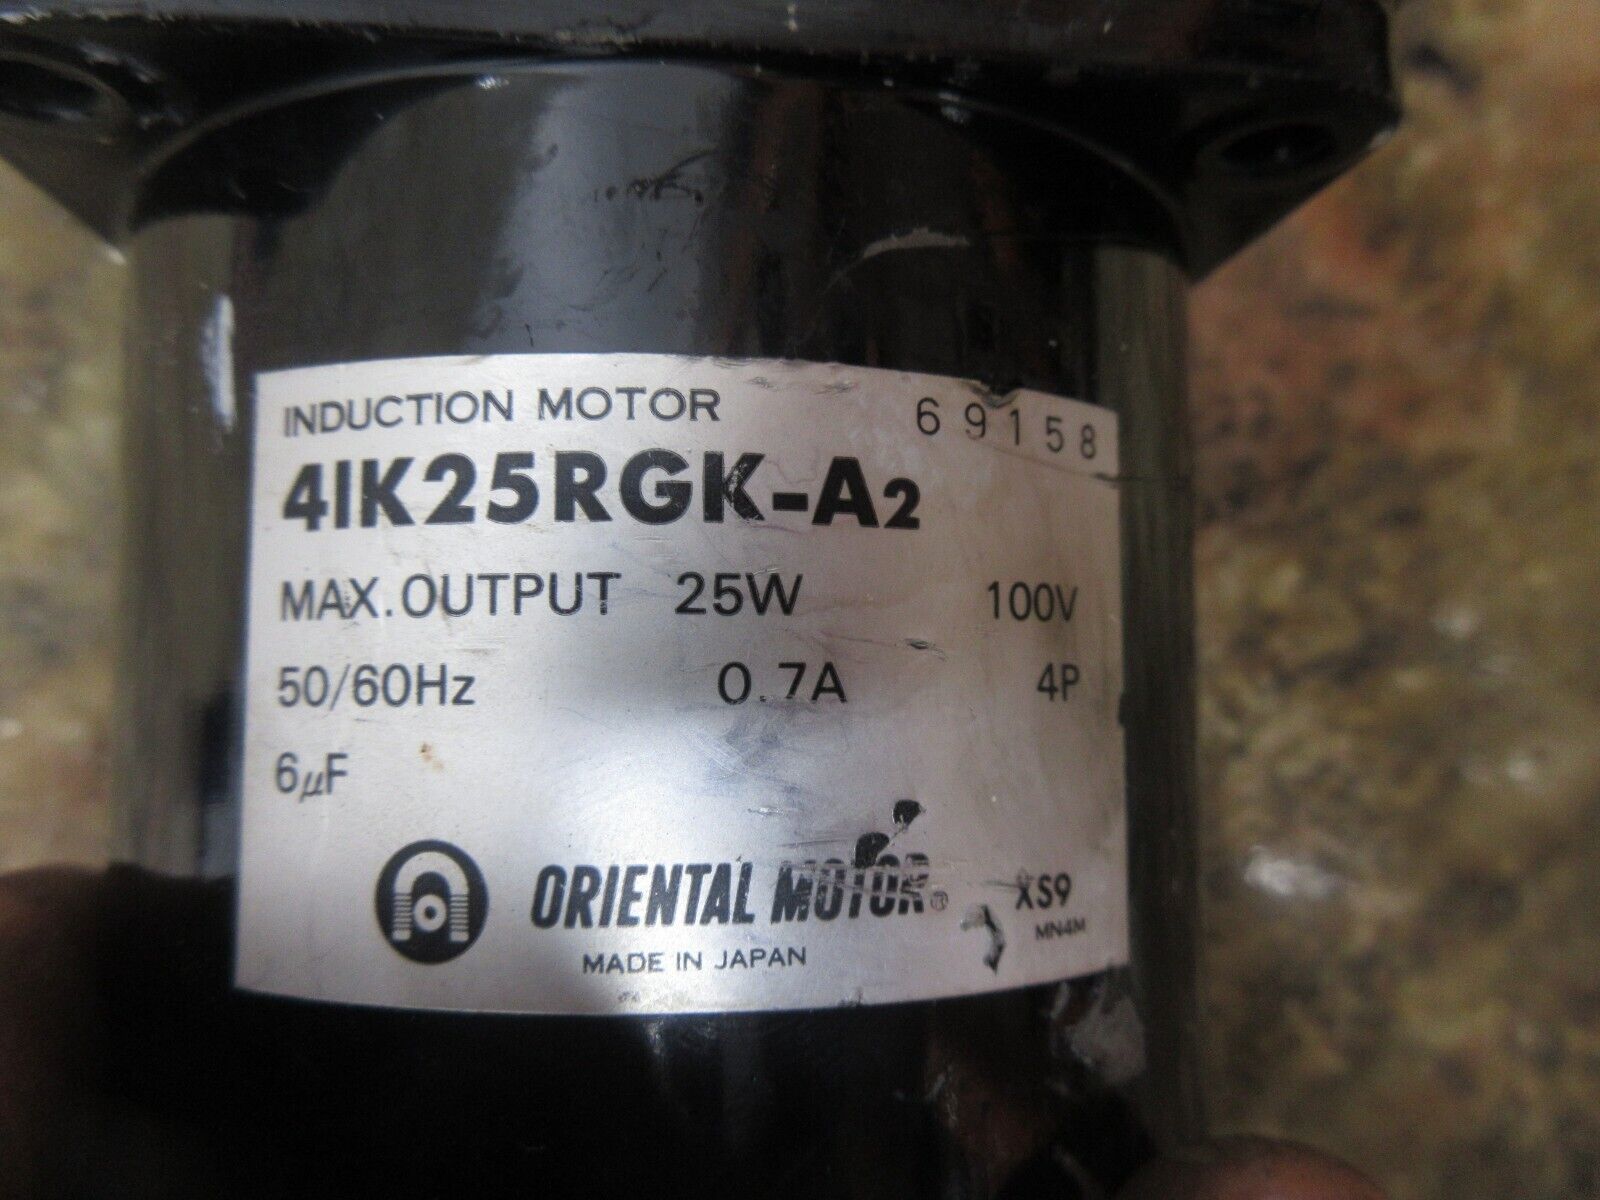 INDUCTION MOTOR 69158
4IK25RGK-A2
MAX. OUTPUT 25W 100V
50/60Hz 0.7A 4P
6μF
ORIENTAL MOTOR® XS9
MN4M
MADE IN JAPAN